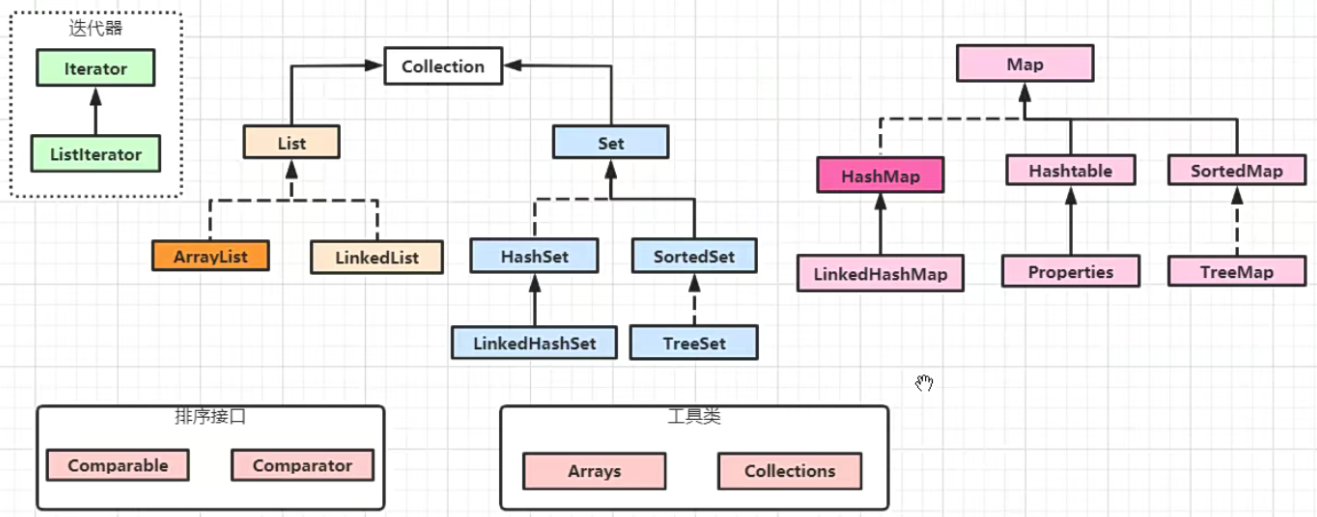 迭代器
Iterator
ListIterator
Collection
List
Set
ArrayList
LinkedList
HashSet
SortedSet
LinkedHashSet
TreeSet
Map
HashMap
Hashtable
SortedMap
LinkedHashMap
Properties
TreeMap
排序接口
Comparable
Comparator
工具类
Arrays
Collections